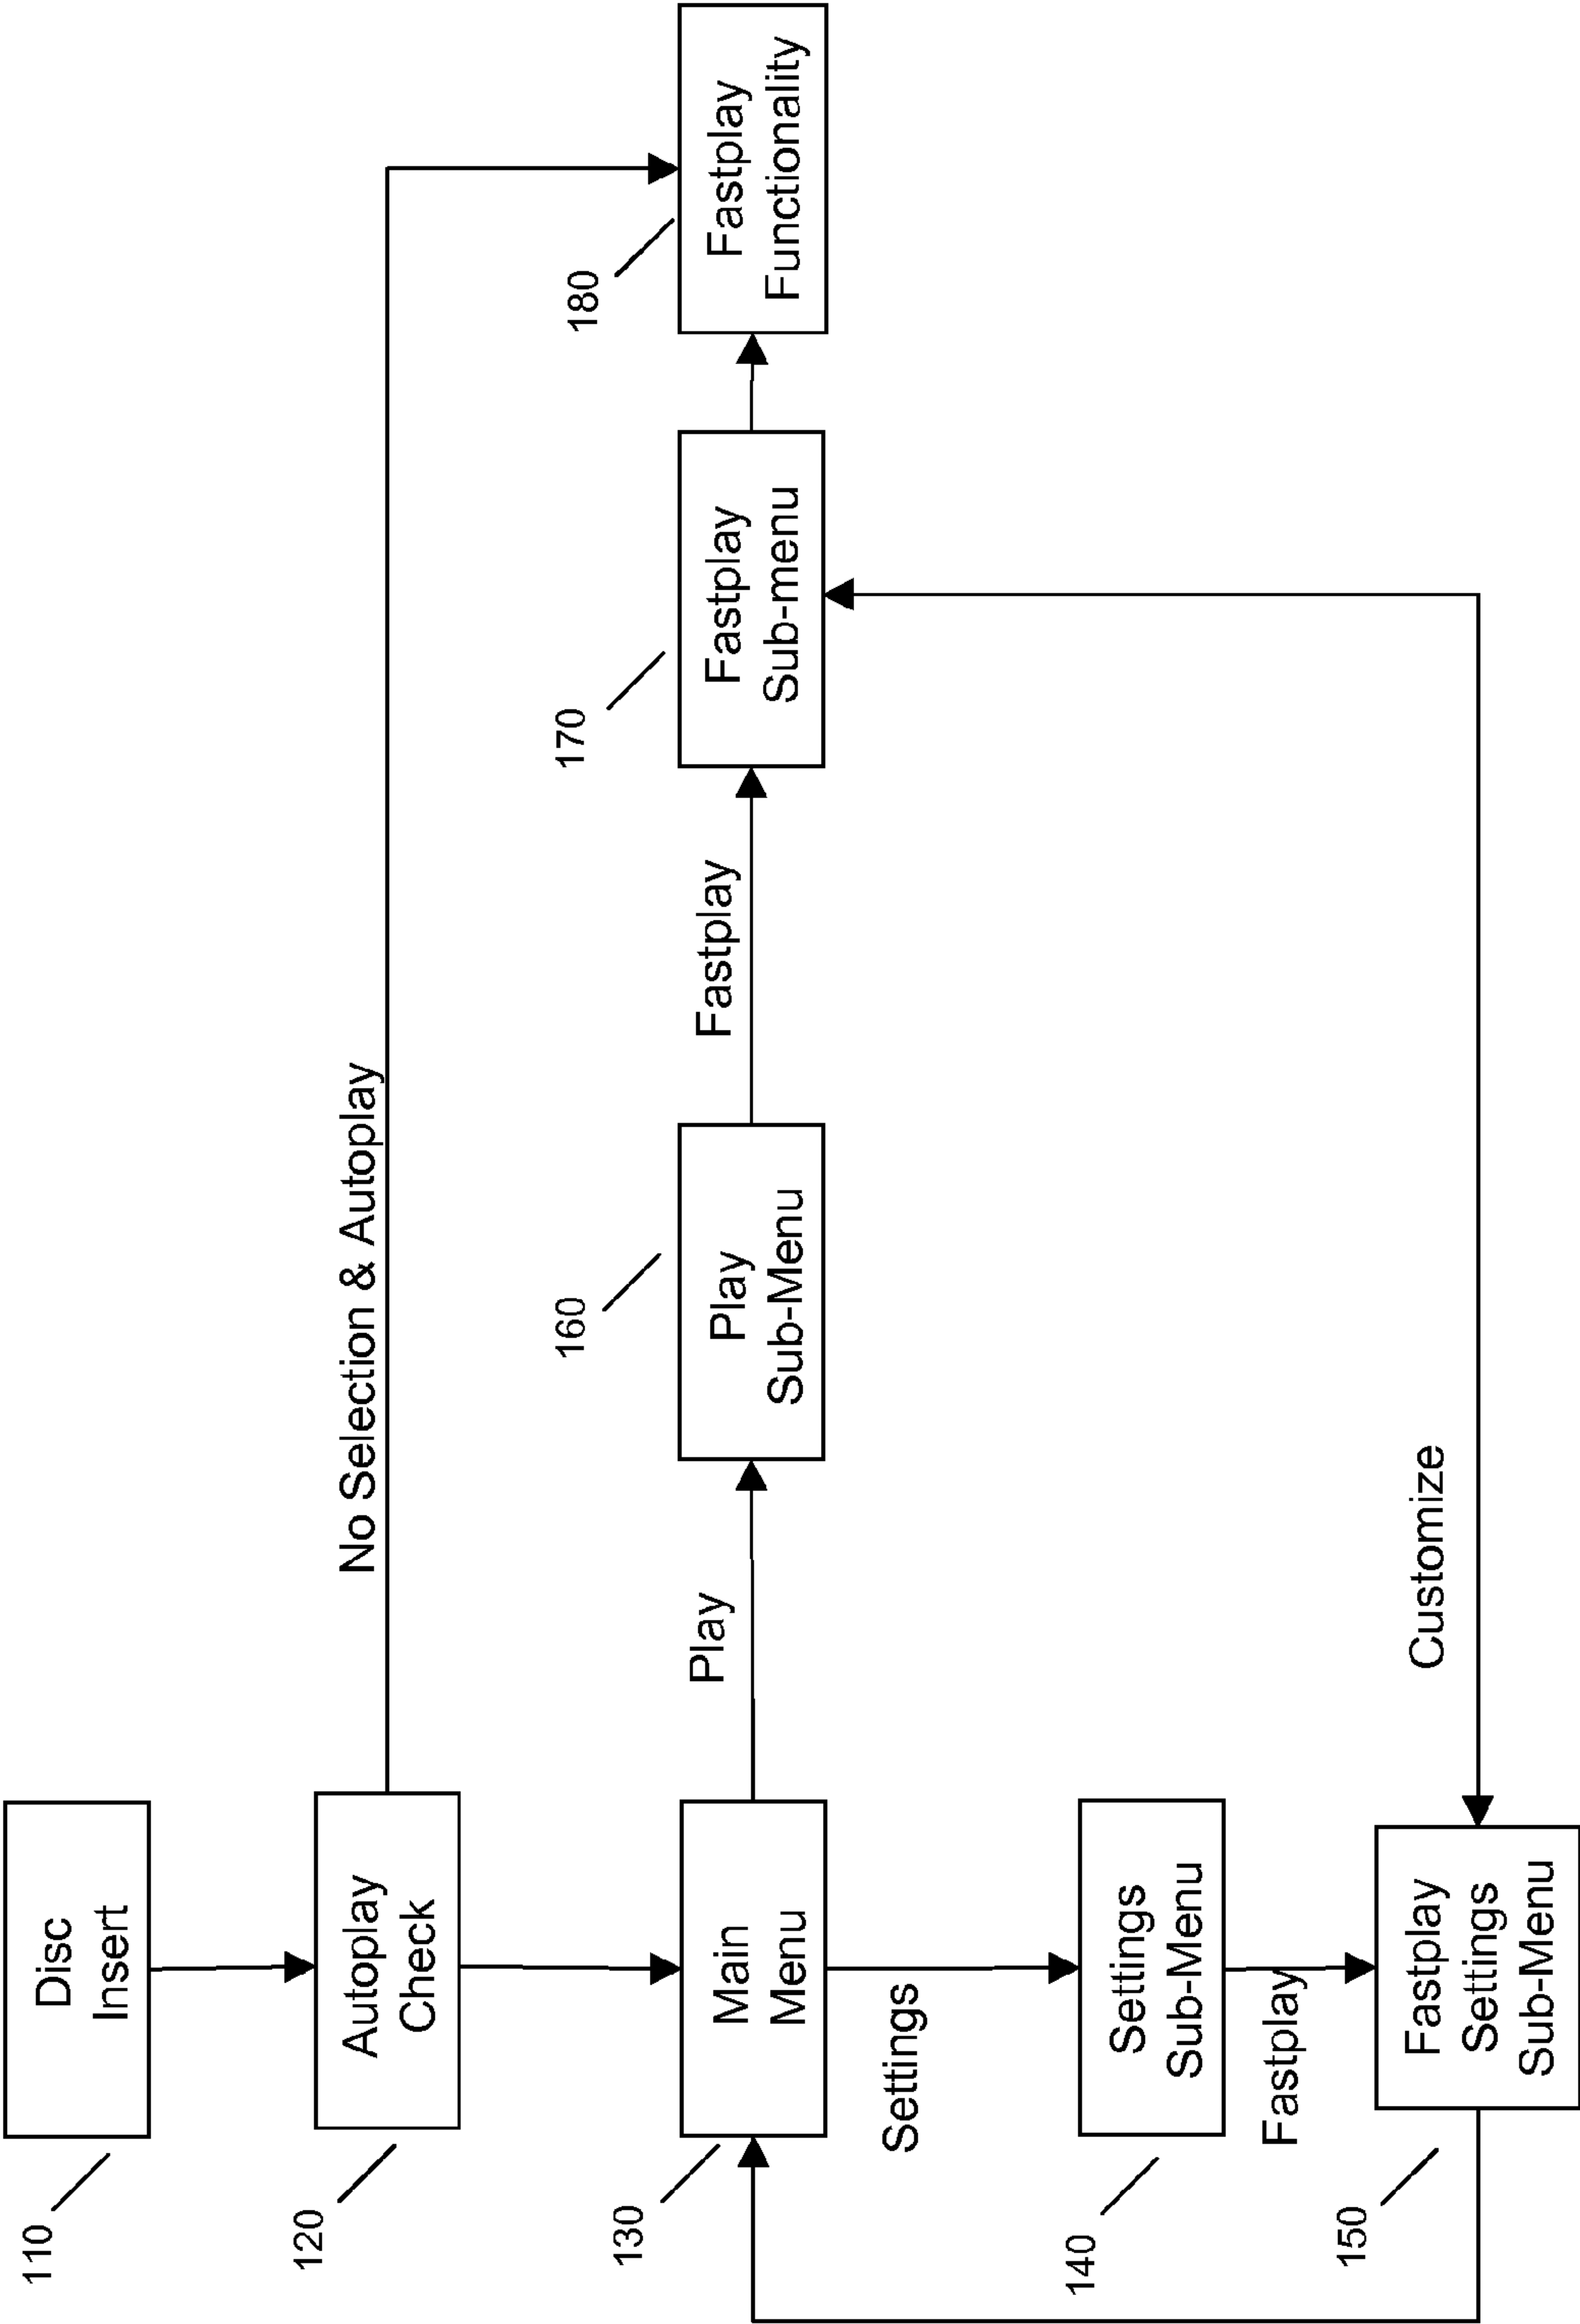 110
Disc
Insert
120
Autoplay
Check
No Selection & Autoplay
130
Main
Menu
Play
160
Play
Sub-Menu
Fastplay
170
Fastplay
Sub-menu
180
Fastplay
Functionality
Settings
140
Settings
Sub-Menu
Fastplay
150
Fastplay
Settings
Sub-Menu
Customize